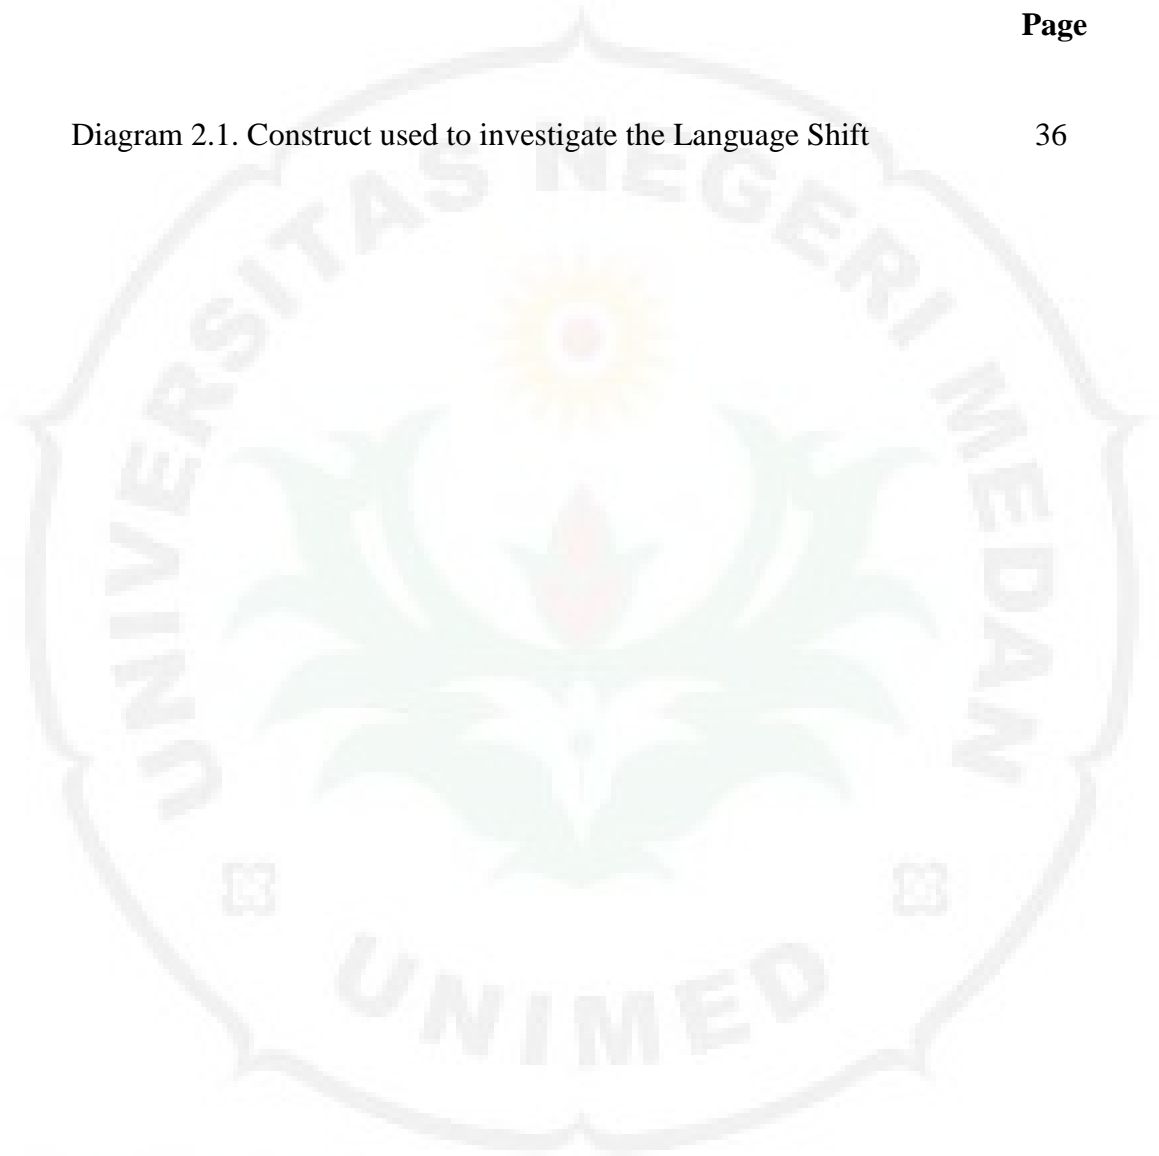 Page
Diagram 2.1. Construct used to investigate the Language Shift 36
UNIVERSITAS NEGERI MEDAN
UNIMED